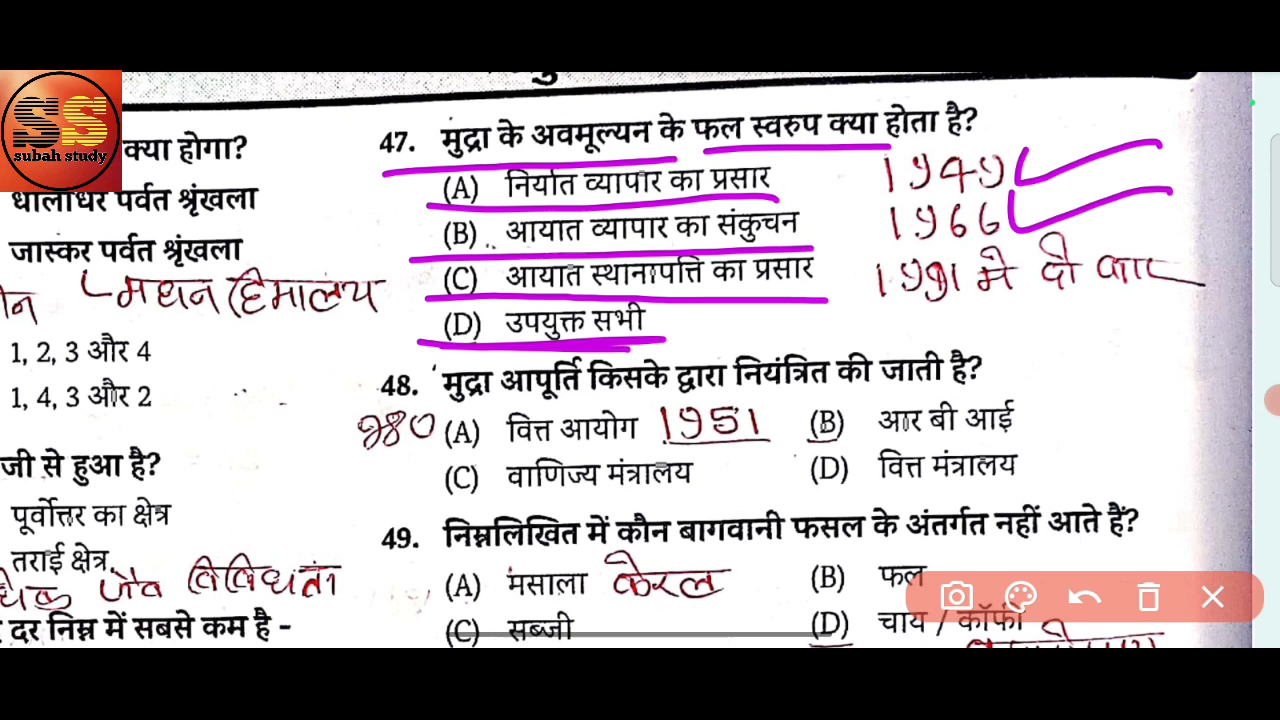 SS
subah study
क्या होगा?
धौलाधर पर्वत श्रृंखला
जास्कर पर्वत श्रृंखला
मध्य हिमालय
1, 2, 3 और 4
1, 4, 3 और 2
जी से हुआ है?
पूर्वोत्तर का क्षेत्र
तराई क्षेत्र
जैव विविधता
दर निम्न में सबसे कम है -
47. मुद्रा के अवमूल्यन के फल स्वरुप क्या होता है?
(A) निर्यात व्यापार का प्रसार 1949
(B) आयात व्यापार का संकुचन 1966
(C) आयात स्थानापत्ति का प्रसार 1991 मे दो बार
(D) उपयुक्त सभी
48. मुद्रा आपूर्ति किसके द्वारा नियंत्रित की जाती है?
280 (A) वित्त आयोग 1951 (B) आर बी आई
(C) वाणिज्य मंत्रालय (D) वित्त मंत्रालय
49. निम्नलिखित में कौन बागवानी फसल के अंतर्गत नहीं आते हैं?
(A) मसाला केरल (B) फल
(C) सब्जी (D) चाय / कॉफी